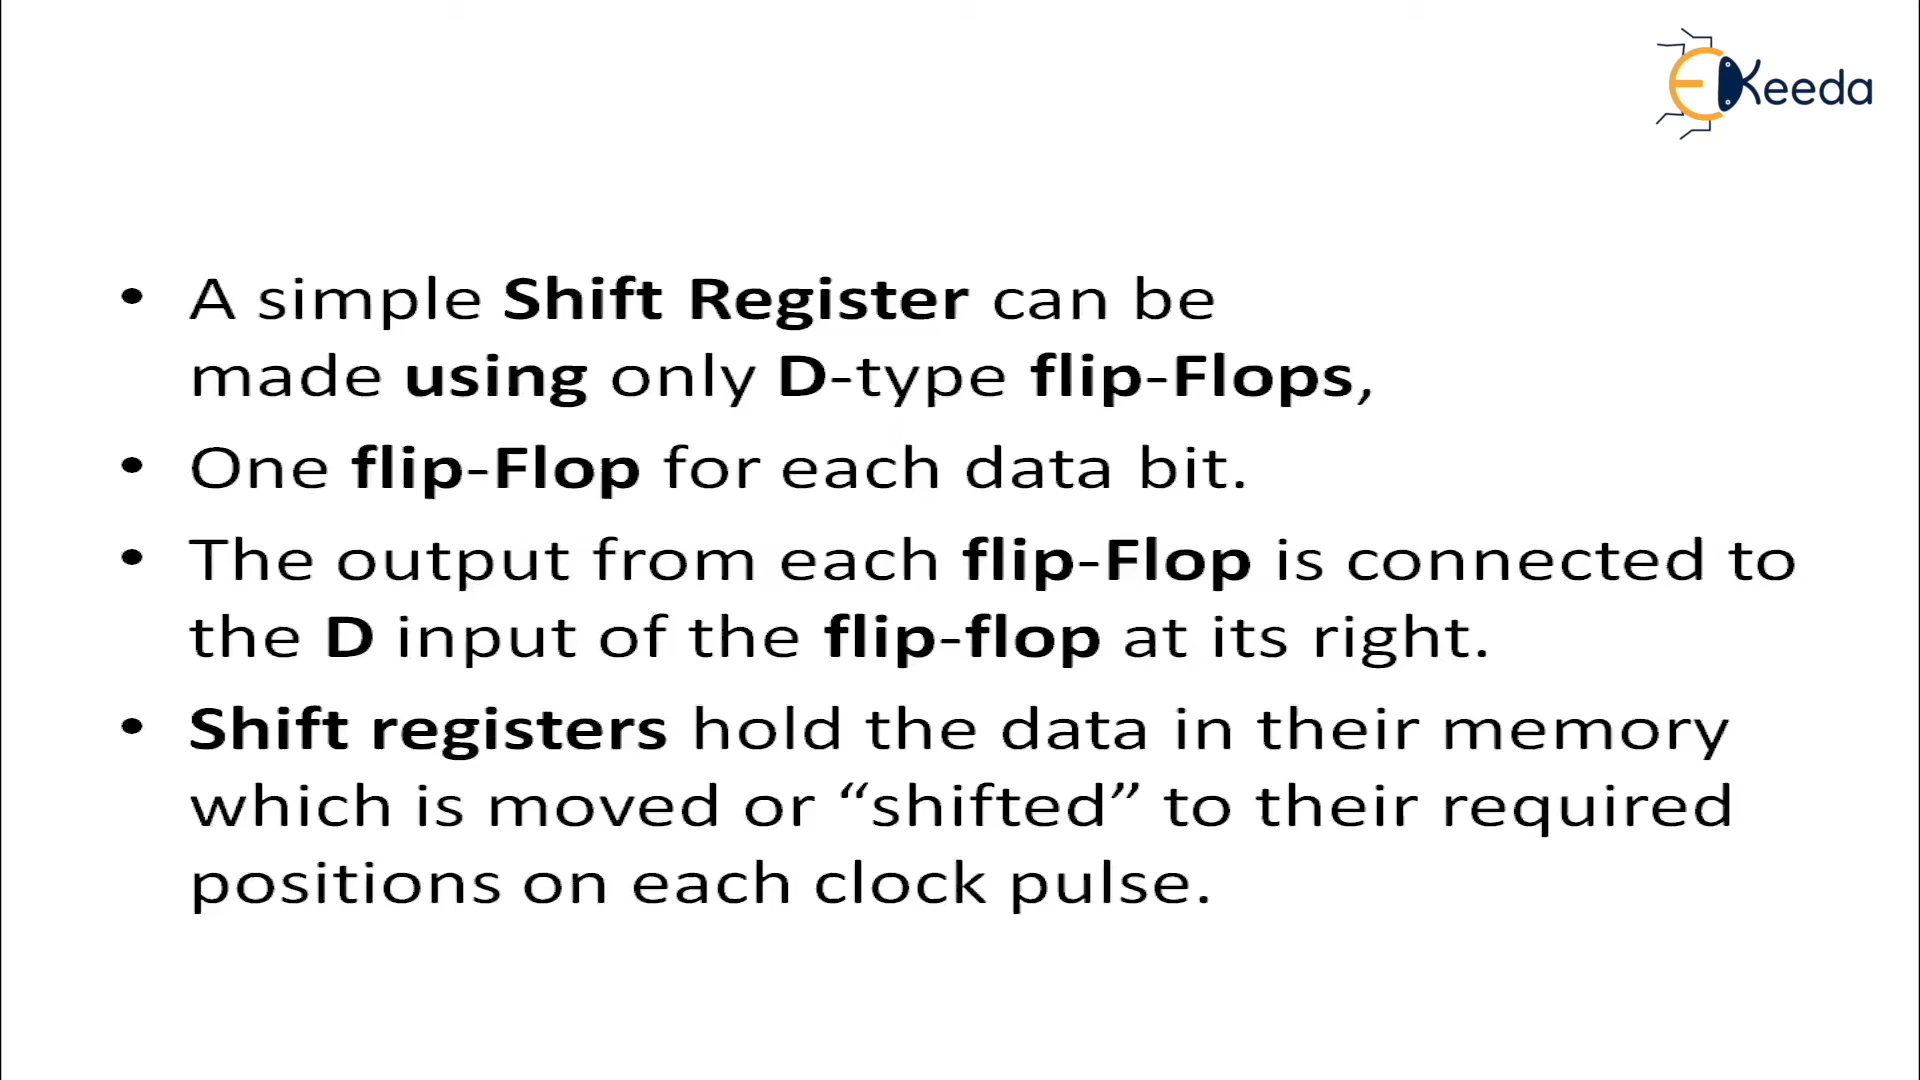 EKeeda
• A simple Shift Register can be
made using only D-type flip-Flops,
• One flip-Flop for each data bit.
• The output from each flip-Flop is connected to
the D input of the flip-flop at its right.
• Shift registers hold the data in their memory
which is moved or “shifted” to their required
positions on each clock pulse.